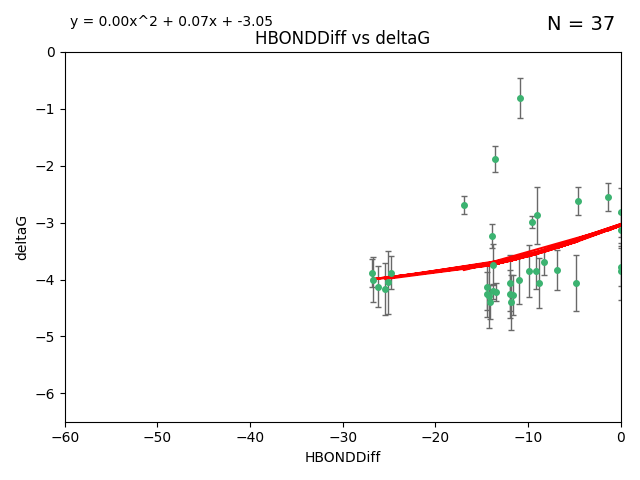 y = 0.00x^2 + 0.07x + -3.05
N = 37
HBONDDiff vs deltaG
0
−1
−2
−3
−4
−5
−6
deltaG
−60 −50 −40 −30 −20 −10 0
HBONDDiff